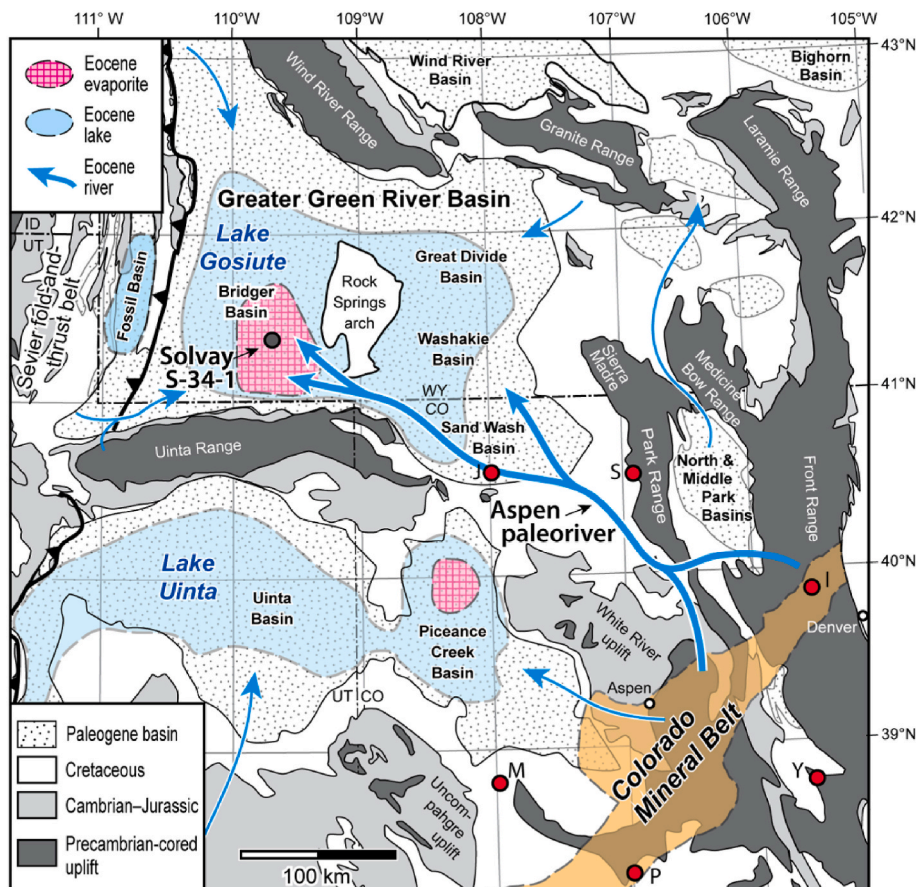 111° W
110°W
109°W
108°W
107°W
106°W
105°W
43°N
42°N
41°N
40°N
39°N
Eocene
evaporite
Eocene
lake
Eocene
river
Wind River Range
Wind River
Basin
Bighorn
Basin
Granite Range
Laramie Range
Greater Green River Basin
ID
UT
Sevier fold-and-
thrust belt
Fossil Basin
Lake
Gosiute
Bridger
Basin
Rock
Springs
arch
Great Divide
Basin
Washakie
Basin
Solvay
S-34-1
WY
CO
Sand Wash
Basin
Sierra
Madre
Medicine
Bow Range
Uinta Range
J
S
Park Range
North &
Middle
Park
Basins
Front Range
Aspen
paleoriver
Lake
Uinta
Uinta
Basin
Piceance
Creek
Basin
White River
uplift
I
Denver
UT
CO
Aspen
Colorado
Mineral Belt
M
Y
P
Uncom-
pahgre
uplift
Paleogene basin
Cretaceous
Cambrian–Jurassic
Precambrian-cored
uplift
100 km